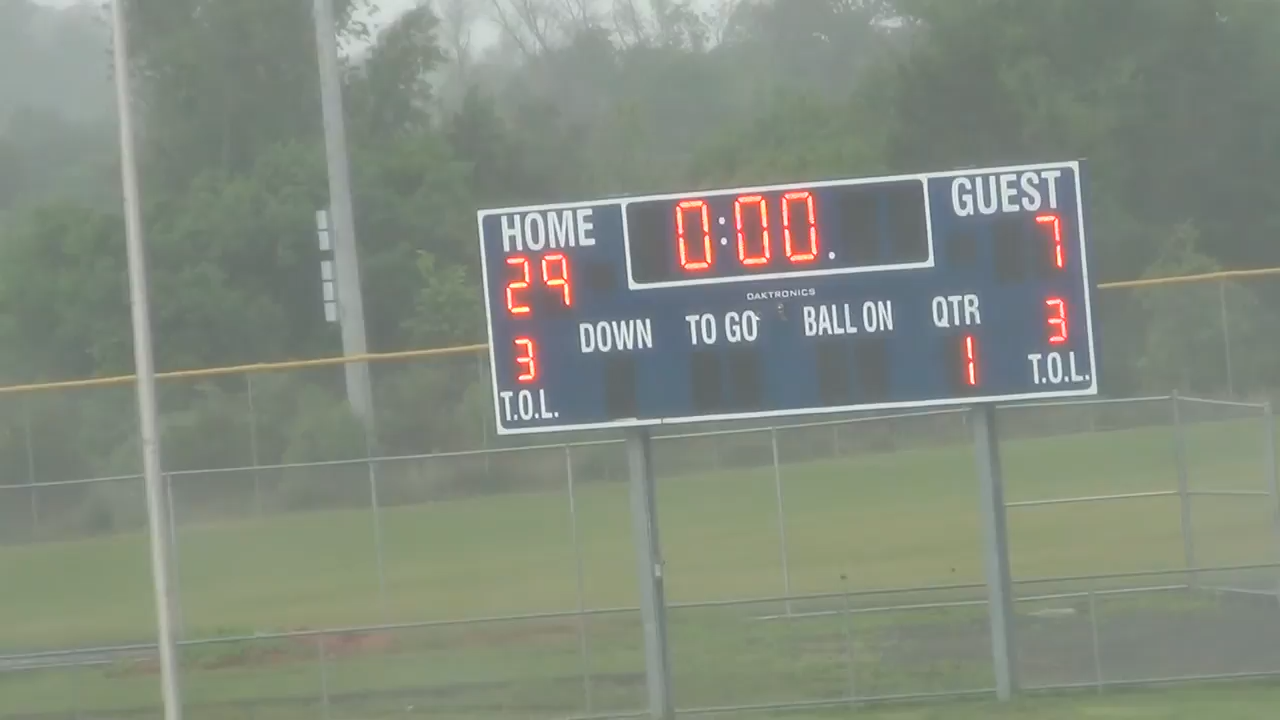 HOME 0:00. GUEST
29 7
DAKTRONICS
DOWN TO GO BALL ON QTR
3 1 3
T.O.L. T.O.L.